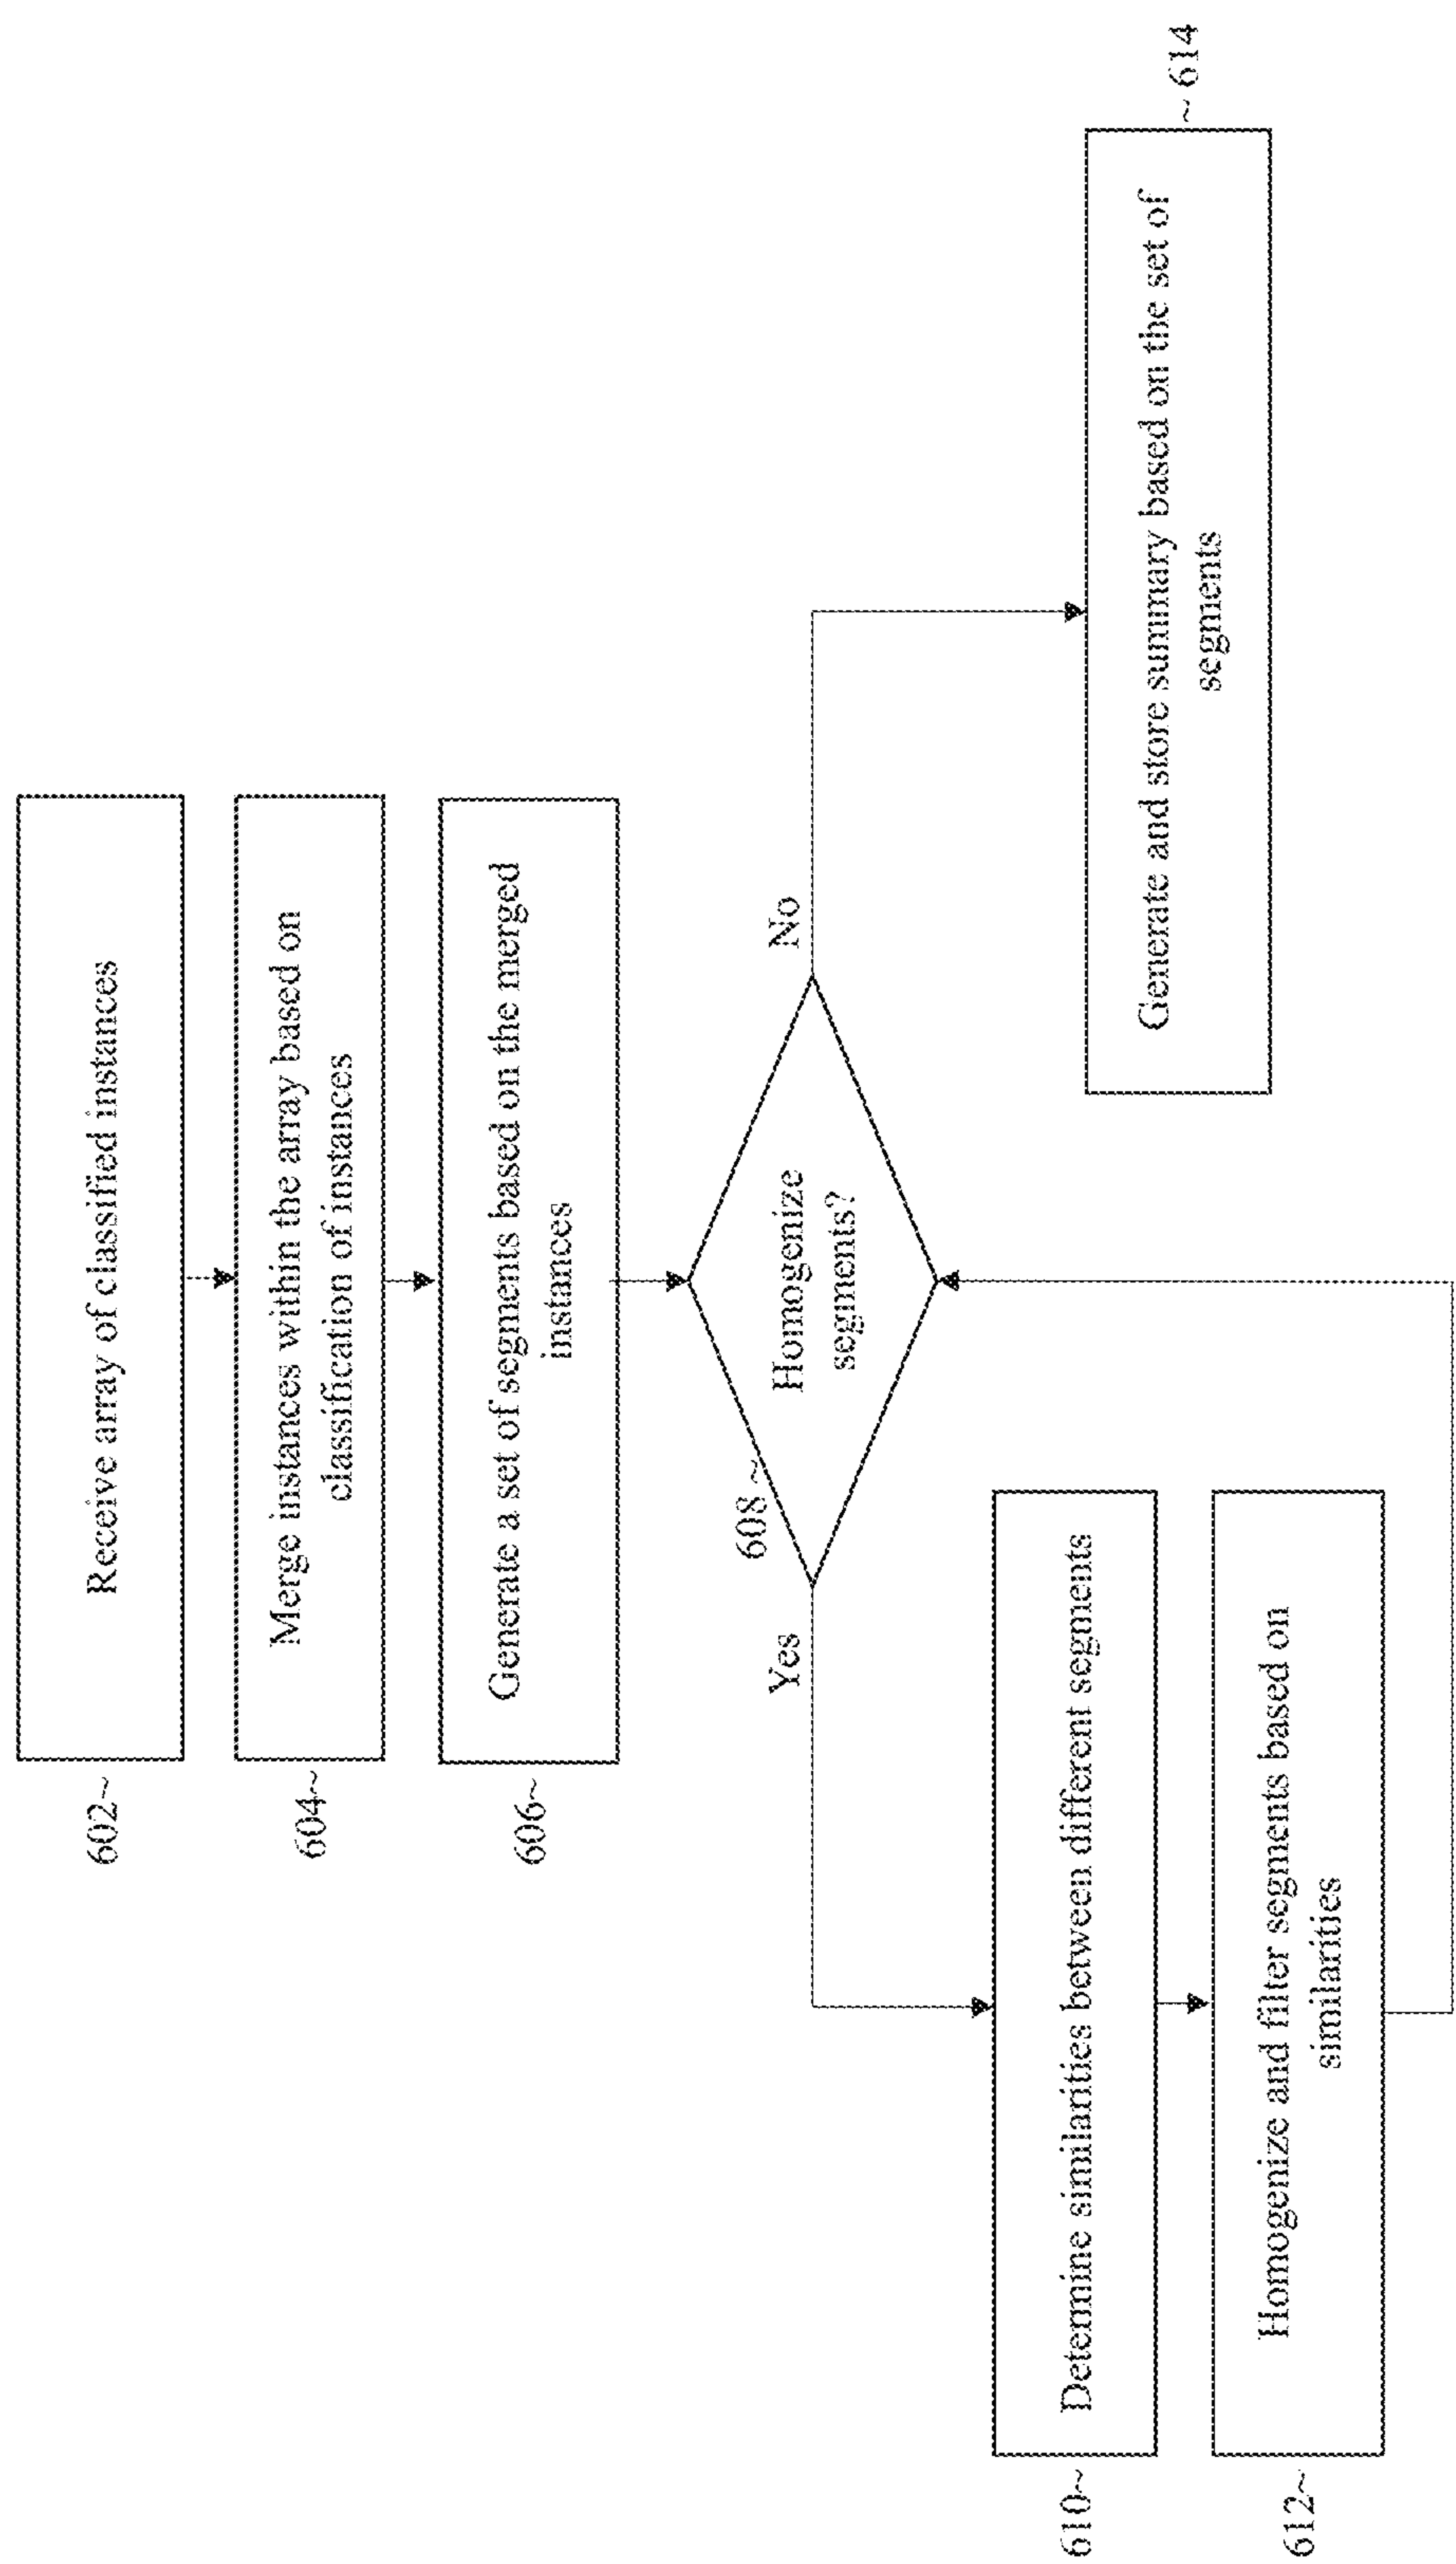 602~
Receive array of classified instances
604~
Merge instances within the array based on
classification of instances
606~
Generate a set of segments based on the merged
instances
608 ~
Homogenize
segments?
Yes
No
610~
Determine similarities between different segments
612~
Homogenize and filter segments based on
similarities
Generate and store summary based on the set of
segments
~ 614